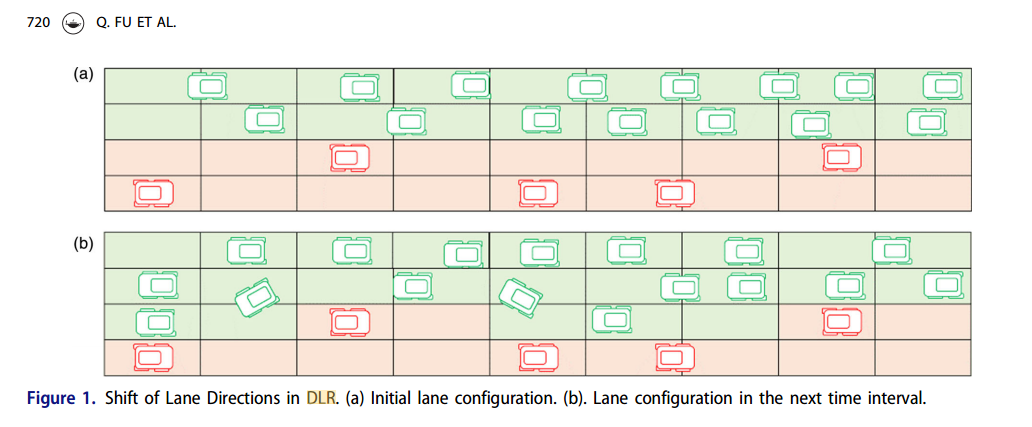 720 Q. FU ET AL.
(a)
(b)
Figure 1. Shift of Lane Directions in DLR. (a) Initial lane configuration. (b). Lane configuration in the next time interval.